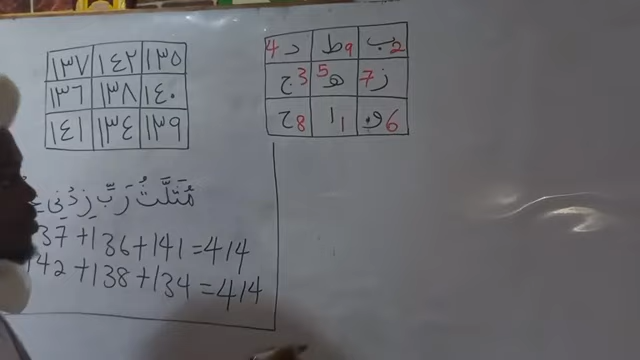 ١٣٧ ١٤٢ ١٣٥
١٣٦ ١٣٨ ١٤٠
١٤١ ١٣٤ ١٣٩
4 د ط 9 ب 2
ج 3 5 هـ 7 ز
ح 8 ا 1 و 6
مُتَلَّتُ رَبِّ زِدْنِي
37 + 136 + 141 = 414
142 + 138 + 134 = 414